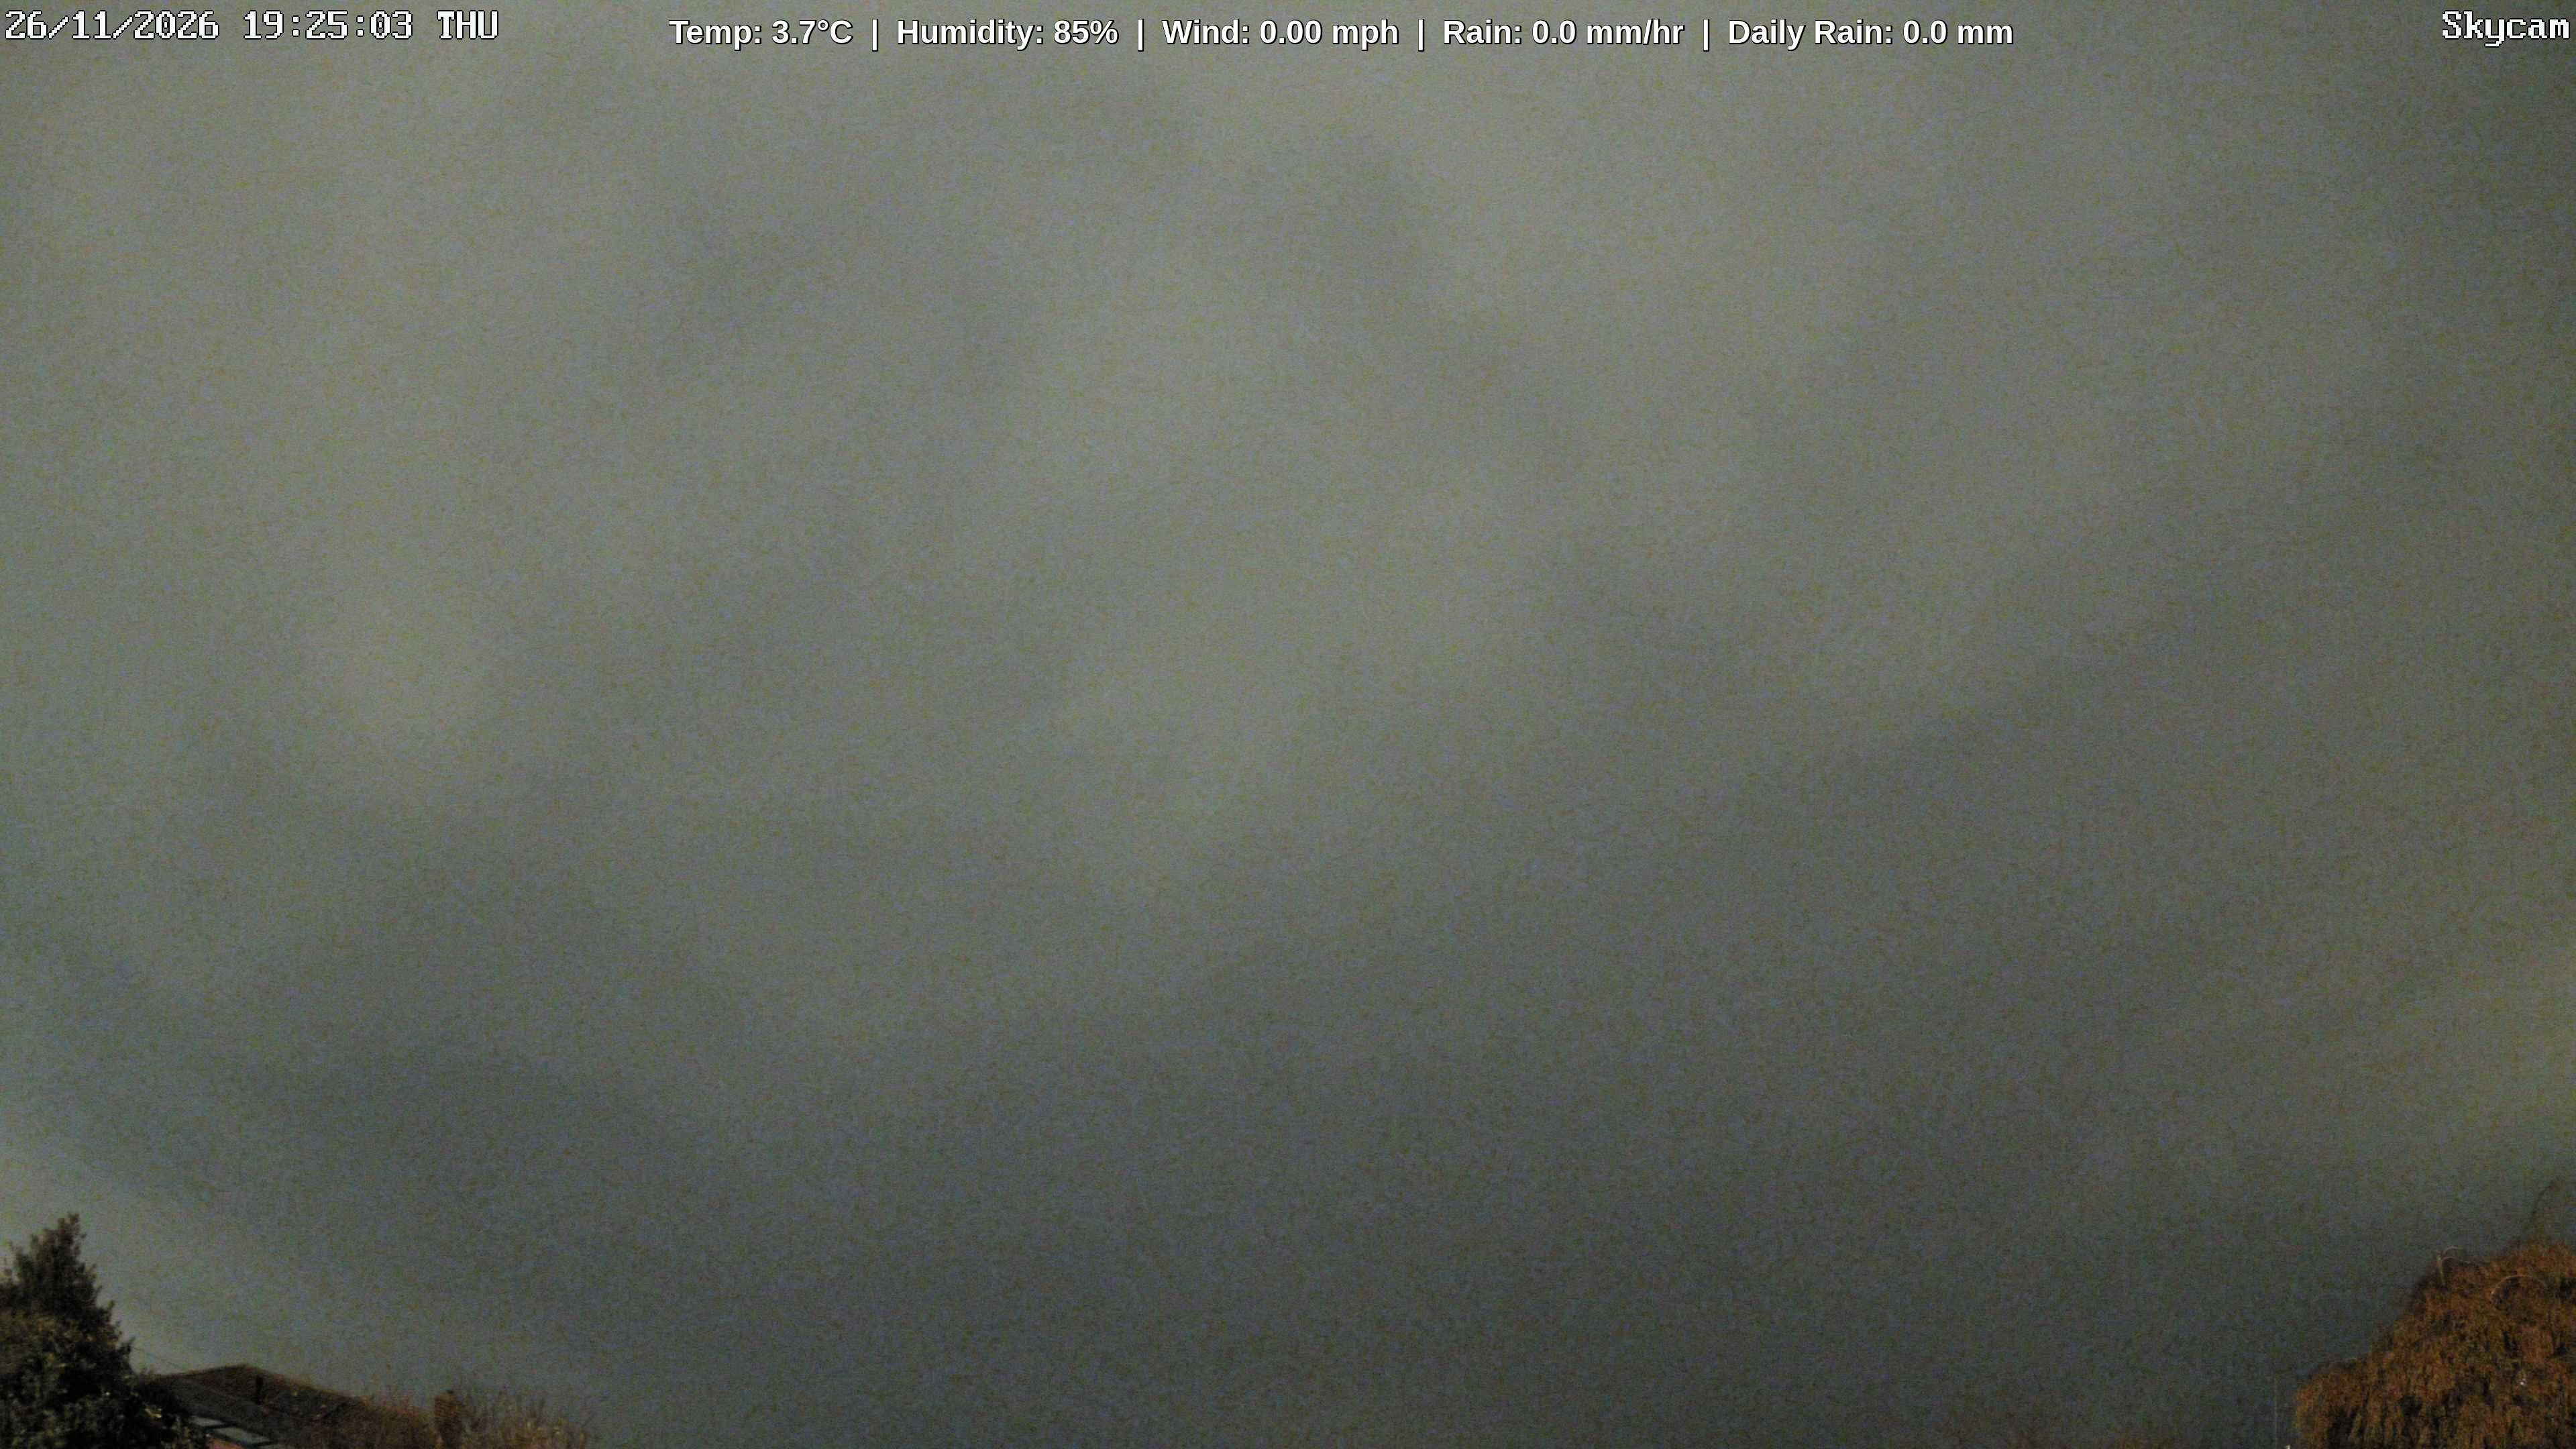 26/11/2026 19:25:03 THU
Temp: 3.7°C | Humidity: 85% | Wind: 0.00 mph | Rain: 0.0 mm/hr | Daily Rain: 0.0 mm
Skycam